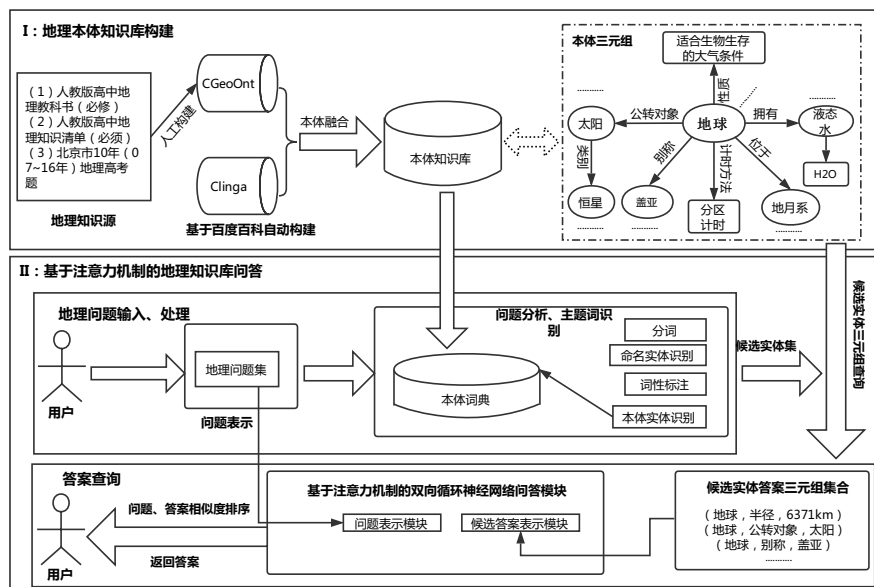 I：地理本体知识库构建
（1）人教版高中地
理教科书（必修）
（2）人教版高中
地理知识清单（必须）
（3）北京市10年（0
7~16年）地理高考
题
地理知识源
人工构建
CGeoOnt
Clinga
基于百度百科自动构建
本体融合
本体知识库
本体三元组
适合生物生存
的大气条件
性质
............
太阳
公转对象
地球
拥有
液态
水
............
类别
别称
计时方法
位于
H2O
恒星
............
盖亚
分区
计时
地月系
............
II：基于注意力机制的地理知识库问答
地理问题输入、处理
用户
地理问题集
问题表示
问题分析、主题词识
别
本体词典
分词
命名实体识别
词性标注
本体实体识别
候选实体集
候选实体三元组查询
答案查询
用户
问题、答案相似度排序
返回答案
基于注意力机制的双向循环神经网络问答模块
问题表示模块
候选答案表示模块
候选实体答案三元组集合
（地球，半径，6371km）
（地球，公转对象，太阳）
（地球，别称，盖亚）
............